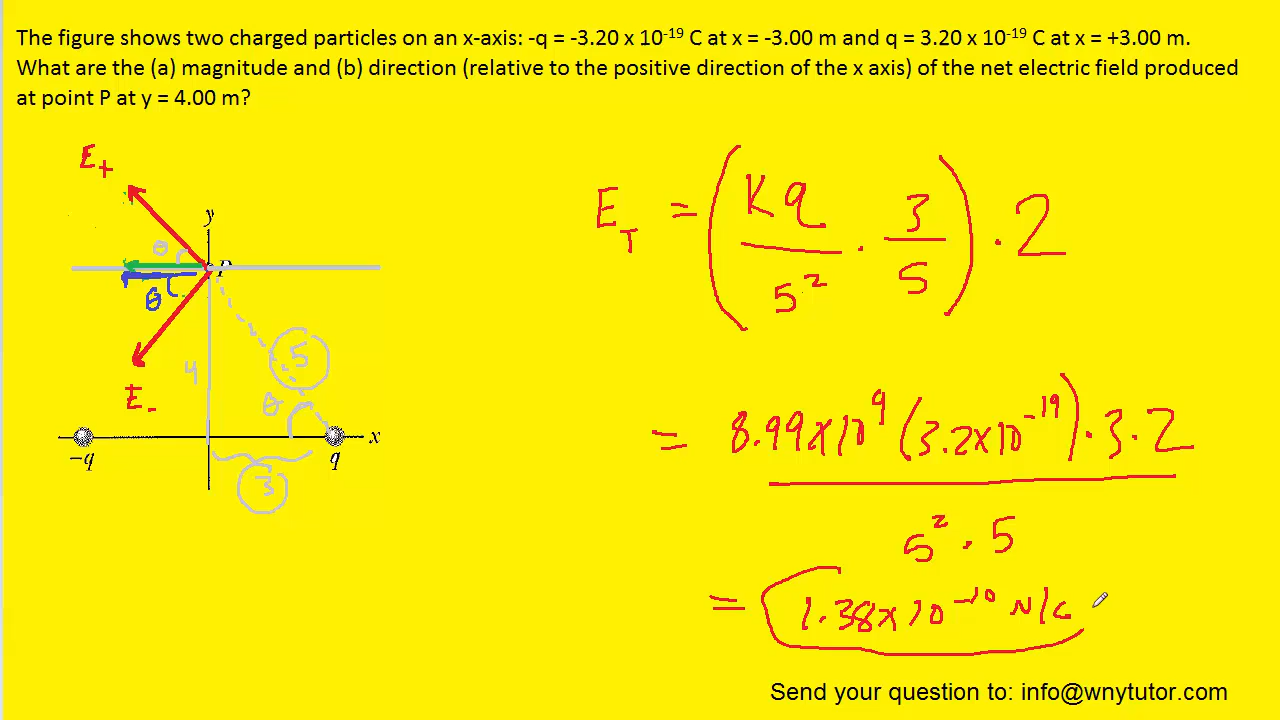 The figure shows two charged particles on an x-axis: -q = -3.20 x 10⁻¹⁹ C at x = -3.00 m and q = 3.20 x 10⁻¹⁹ C at x = +3.00 m.
What are the (a) magnitude and (b) direction (relative to the positive direction of the x axis) of the net electric field produced
at point P at y = 4.00 m?
E+
y
θ
P
θ
4
5
E-
θ
x
-q
q
3
E_T = (Kq/5² · 3/5) · 2
= 8.99x10⁹ (3.2x10⁻¹⁹) · 3 · 2
5² · 5
= 1.38x10⁻¹⁰ N/C
Send your question to: info@wnytutor.com